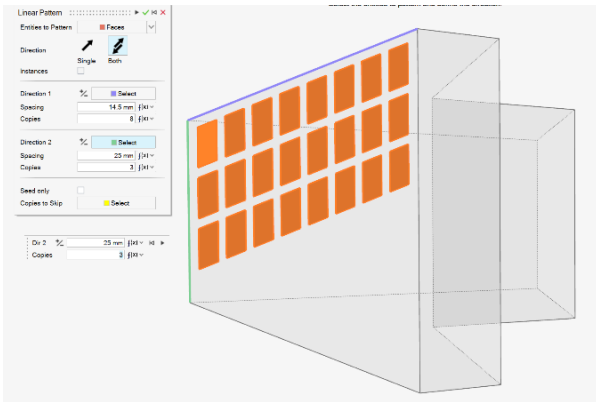 Linear Pattern
Entities to Pattern Faces
Direction
Single Both
Instances
Direction 1 Select
Spacing 14.5 mm f(x)
Copies 8 f(x)
Direction 2 Select
Spacing 25 mm f(x)
Copies 3 f(x)
Seed only
Copies to Skip Select
Dir 2 25 mm f(x)
Copies 3 f(x)